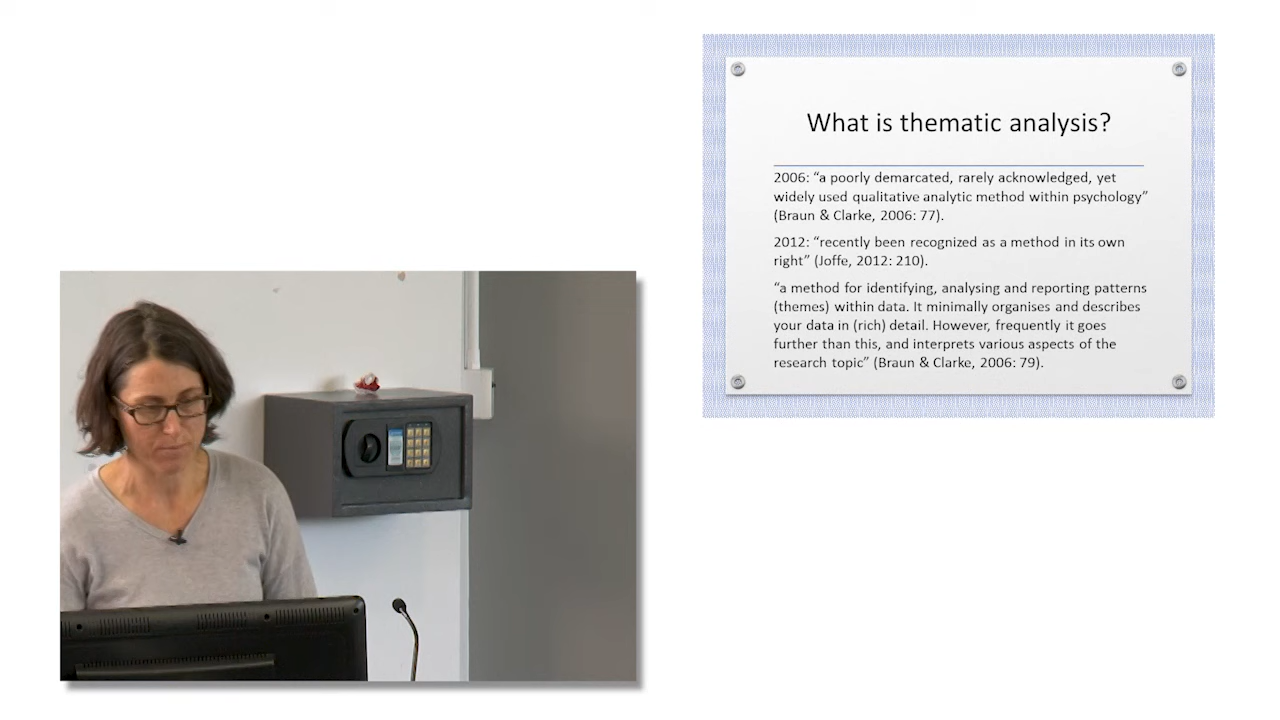 What is thematic analysis?
2006: “a poorly demarcated, rarely acknowledged, yet
widely used qualitative analytic method within psychology”
(Braun & Clarke, 2006: 77).
2012: “recently been recognized as a method in its own
right” (Joffe, 2012: 210).
“a method for identifying, analysing and reporting patterns
(themes) within data. It minimally organises and describes
your data in (rich) detail. However, frequently it goes
further than this, and interprets various aspects of the
research topic” (Braun & Clarke, 2006: 79).